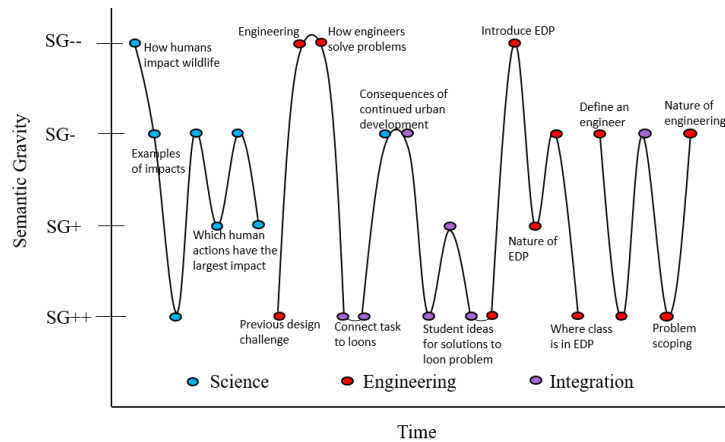 SG--
SG-
SG+
SG++
Semantic Gravity
How humans
impact wildlife
Examples
of impacts
Which human
actions have the
largest impact
Engineering
How engineers
solve problems
Previous design
challenge
Connect task
to loons
Consequences of
continued urban
development
Student ideas
for solutions to
loon problem
Introduce EDP
Nature of
EDP
Where class
is in EDP
Define an
engineer
Problem
scoping
Nature of
engineering
Science
Engineering
Integration
Time